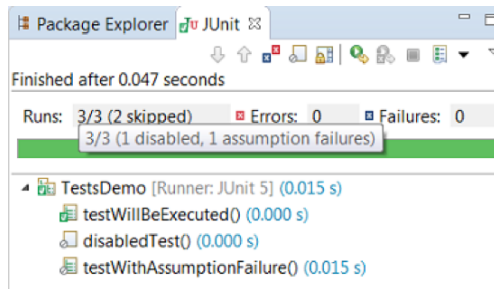 Package Explorer JUnit
Finished after 0.047 seconds
Runs: 3/3 (2 skipped) Errors: 0 Failures: 0
3/3 (1 disabled, 1 assumption failures)
TestsDemo [Runner: JUnit 5] (0.015 s)
testWillBeExecuted() (0.000 s)
disabledTest() (0.000 s)
testWithAssumptionFailure() (0.015 s)